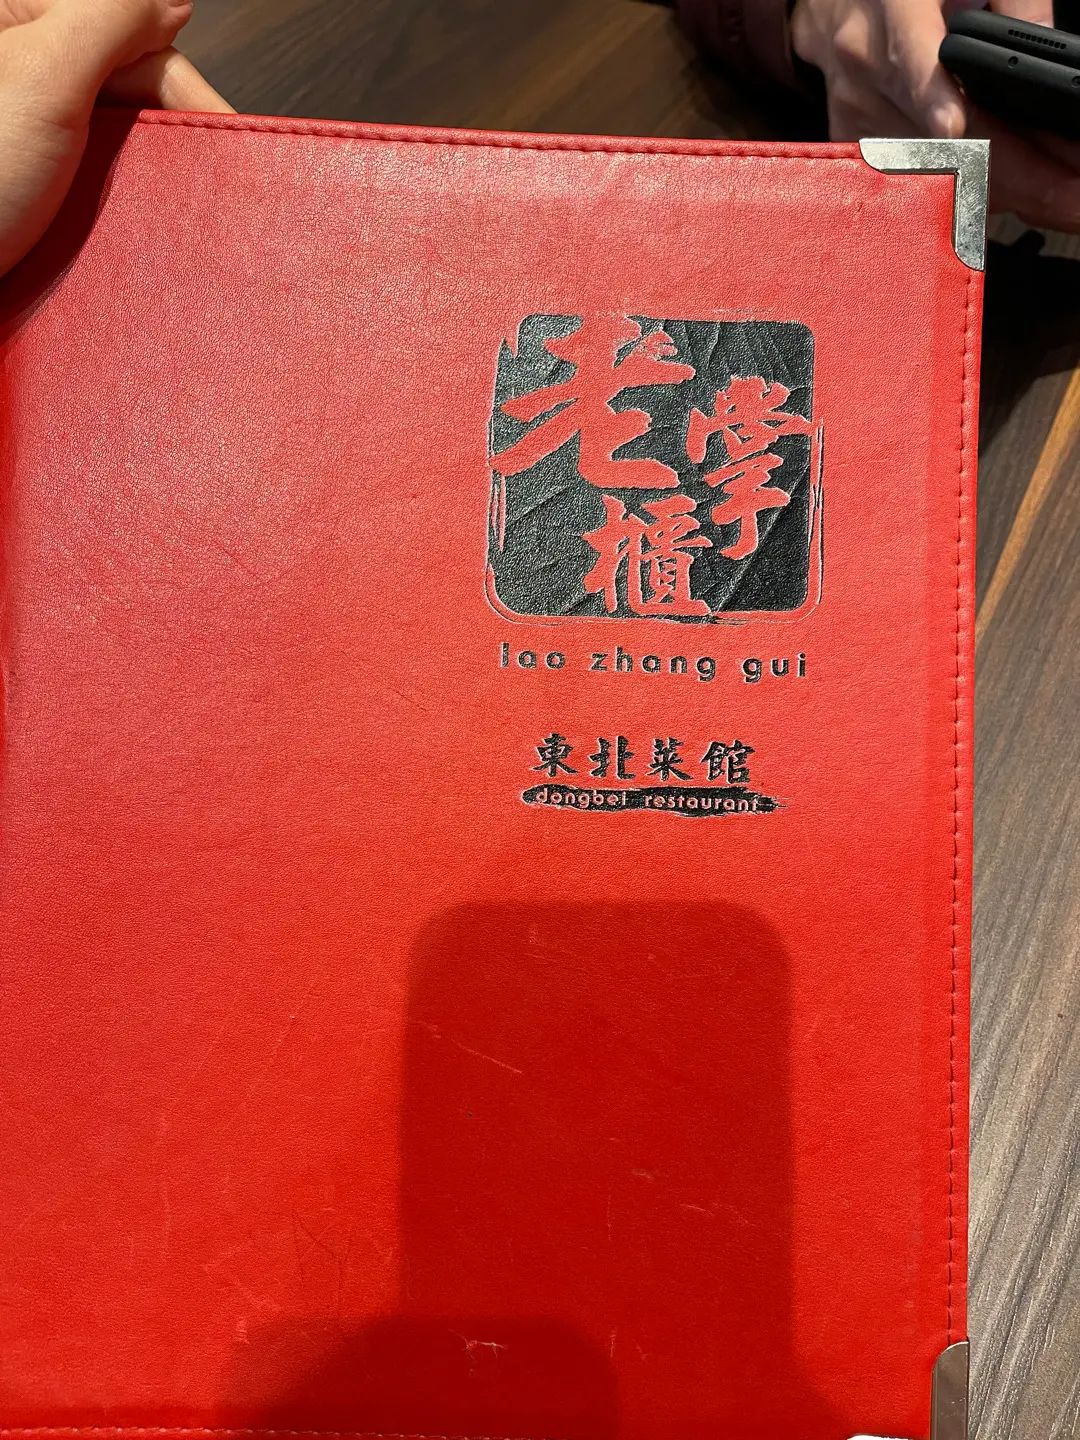 老掌櫃
lao zhang gui
東北菜館
dongbei restaurant